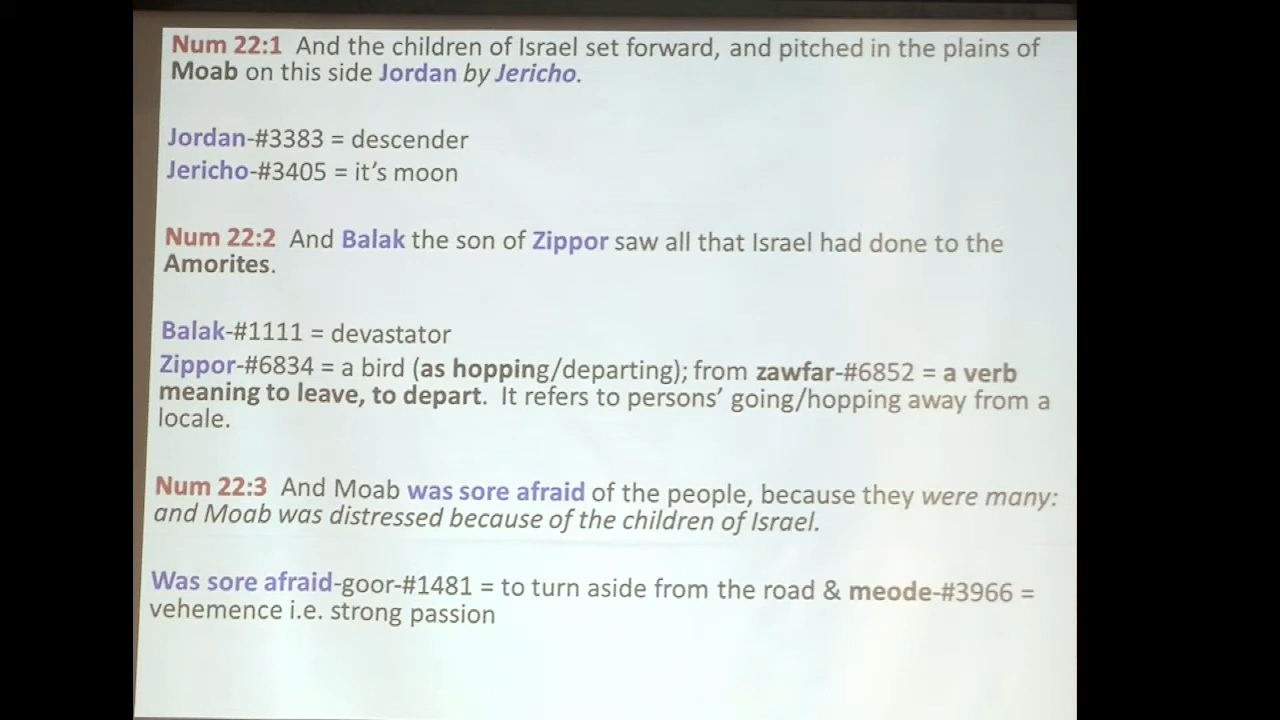 Num 22:1 And the children of Israel set forward, and pitched in the plains of
Moab on this side Jordan by Jericho.
Jordan-#3383 = descender
Jericho-#3405 = it's moon
Num 22:2 And Balak the son of Zippor saw all that Israel had done to the
Amorites.
Balak-#1111 = devastator
Zippor-#6834 = a bird (as hopping/departing); from zawfar-#6852 = a verb
meaning to leave, to depart. It refers to persons' going/hopping away from a
locale.
Num 22:3 And Moab was sore afraid of the people, because they were many:
and Moab was distressed because of the children of Israel.
Was sore afraid-goor-#1481 = to turn aside from the road & meode-#3966 =
vehemence i.e. strong passion